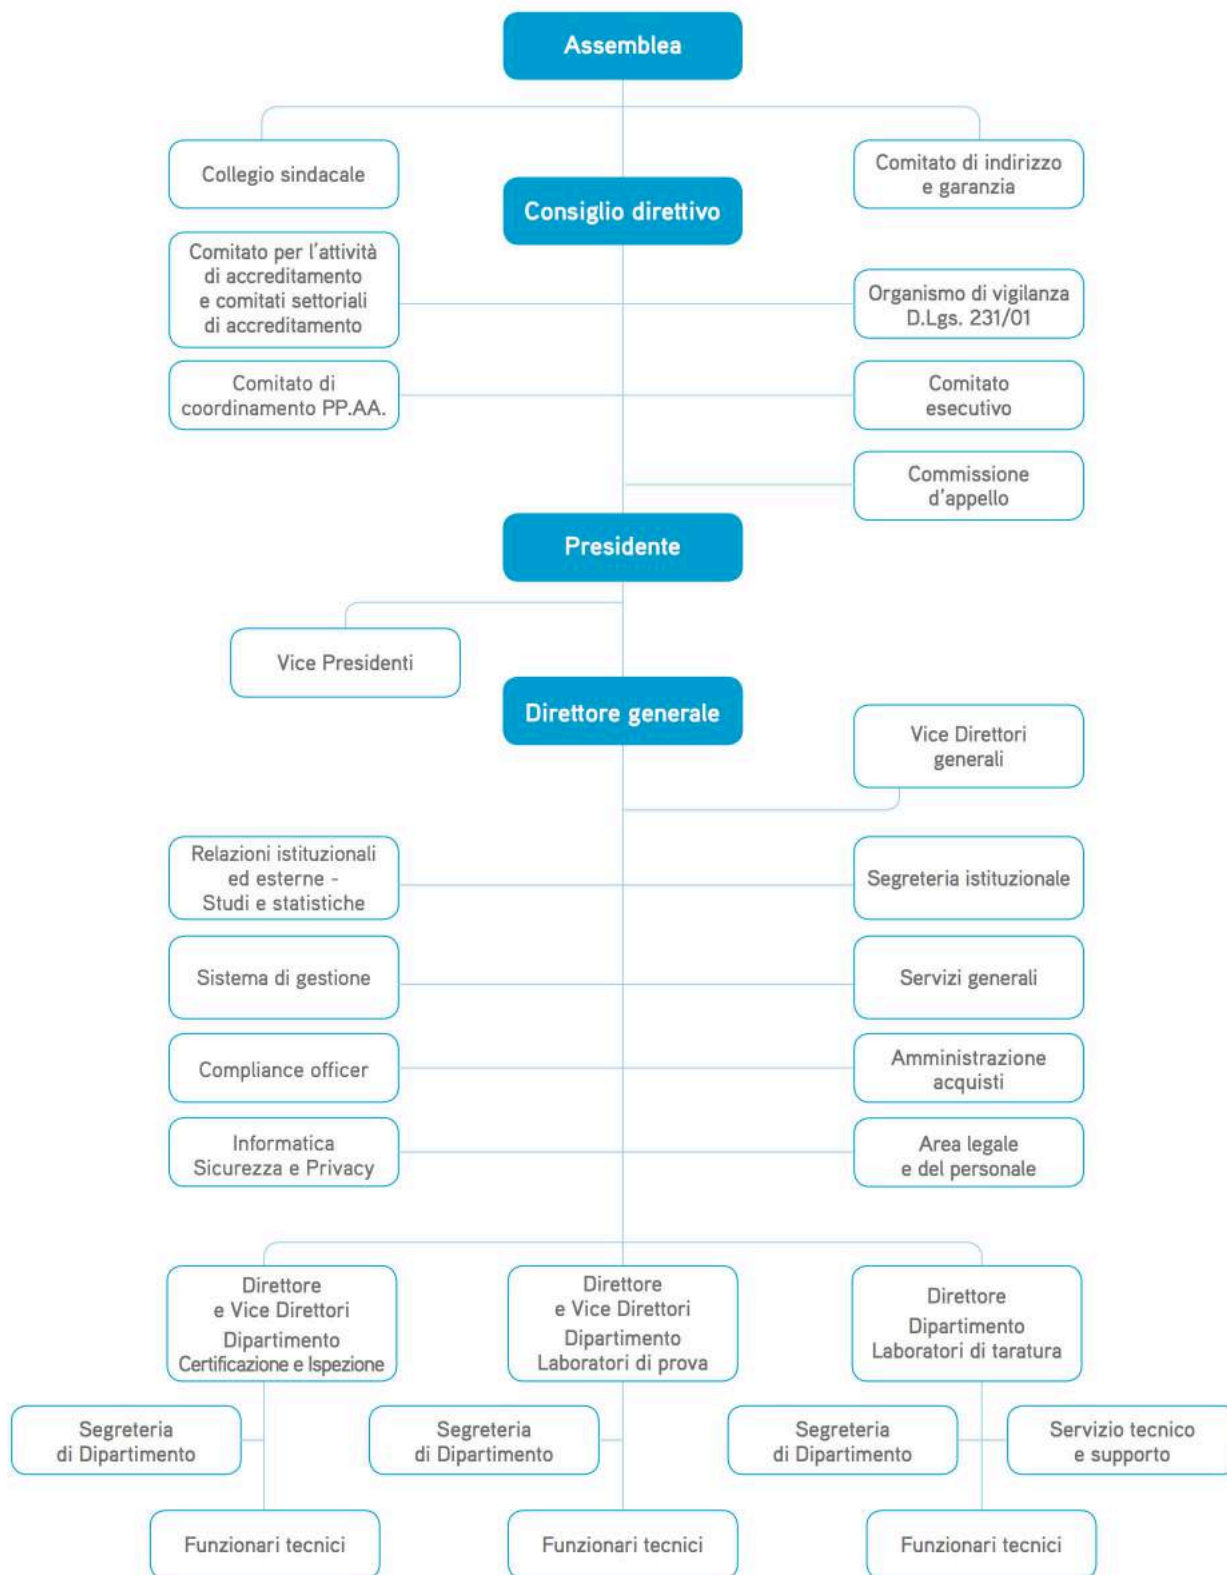 Assemblea
Collegio sindacale
Comitato di indirizzo
e garanzia
Consiglio direttivo
Comitato per l'attività
di accreditamento
e comitati settoriali
di accreditamento
Organismo di vigilanza
D.Lgs. 231/01
Comitato di
coordinamento PP.AA.
Comitato
esecutivo
Commissione
d'appello
Presidente
Vice Presidenti
Direttore generale
Vice Direttori
generali
Relazioni istituzionali
ed esterne -
Studi e statistiche
Segreteria istituzionale
Sistema di gestione
Servizi generali
Compliance officer
Amministrazione
acquisti
Informatica
Sicurezza e Privacy
Area legale
e del personale
Direttore
e Vice Direttori
Dipartimento
Certificazione e Ispezione
Direttore
e Vice Direttori
Dipartimento
Laboratori di prova
Direttore
Dipartimento
Laboratori di taratura
Segreteria
di Dipartimento
Segreteria
di Dipartimento
Segreteria
di Dipartimento
Servizio tecnico
e supporto
Funzionari tecnici
Funzionari tecnici
Funzionari tecnici